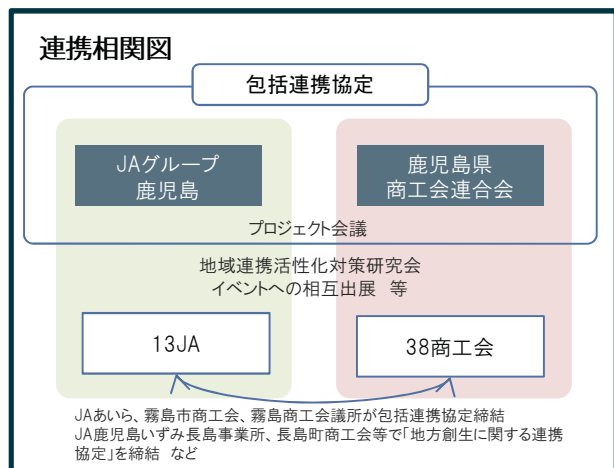 連携相関図
包括連携協定
JAグループ
鹿児島
鹿児島県
商工会連合会
プロジェクト会議
地域連携活性化対策研究会
イベントへの相互出展　等
13JA
38商工会
JAあいら、霧島市商工会、霧島商工会議所が包括連携協定締結
JA鹿児島いずみ長島事業所、長島町商工会等で「地方創生に関する連携
協定」を締結　など